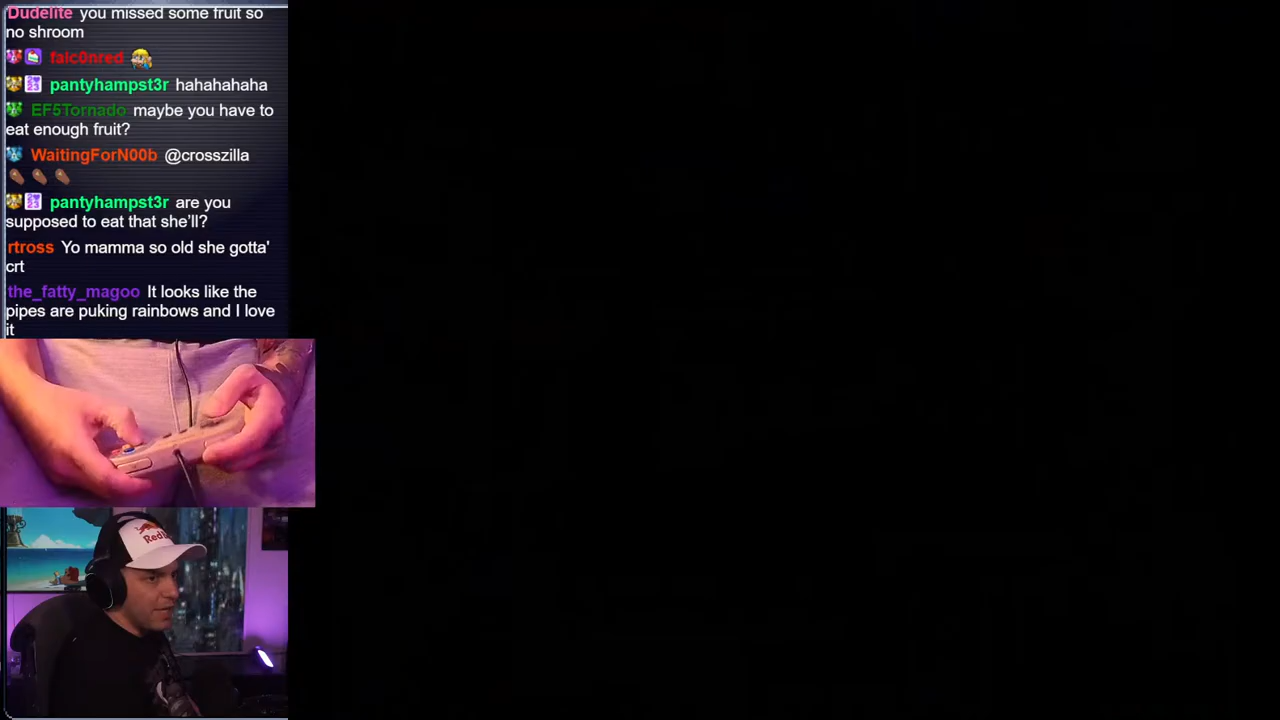 Dudelite you missed some fruit so
no shroom
falc0nred
pantyhampst3r hahahahaha
EF5Tornado maybe you have to
eat enough fruit?
WaitingForN00b @crosszilla
pantyhampst3r are you
supposed to eat that she'll?
rtross Yo mamma so old she gotta'
crt
the_fatty_magoo It looks like the
pipes are puking rainbows and I love
it
Red